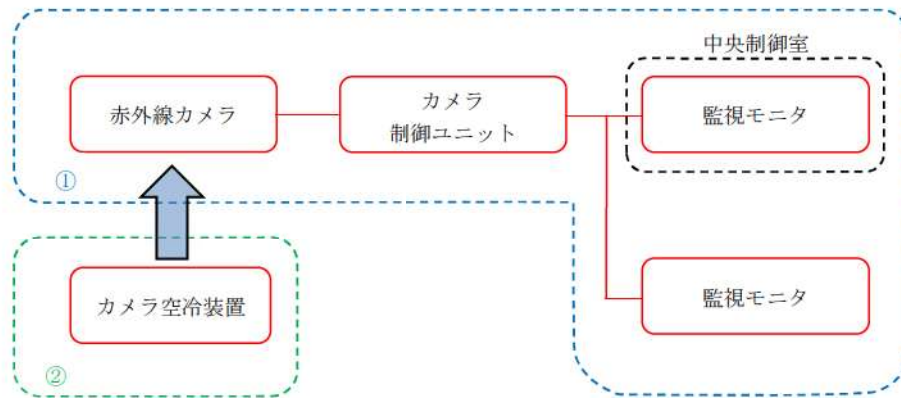 中央制御室
赤外線カメラ
カメラ
制御ユニット
監視モニタ
①
監視モニタ
カメラ空冷装置
②